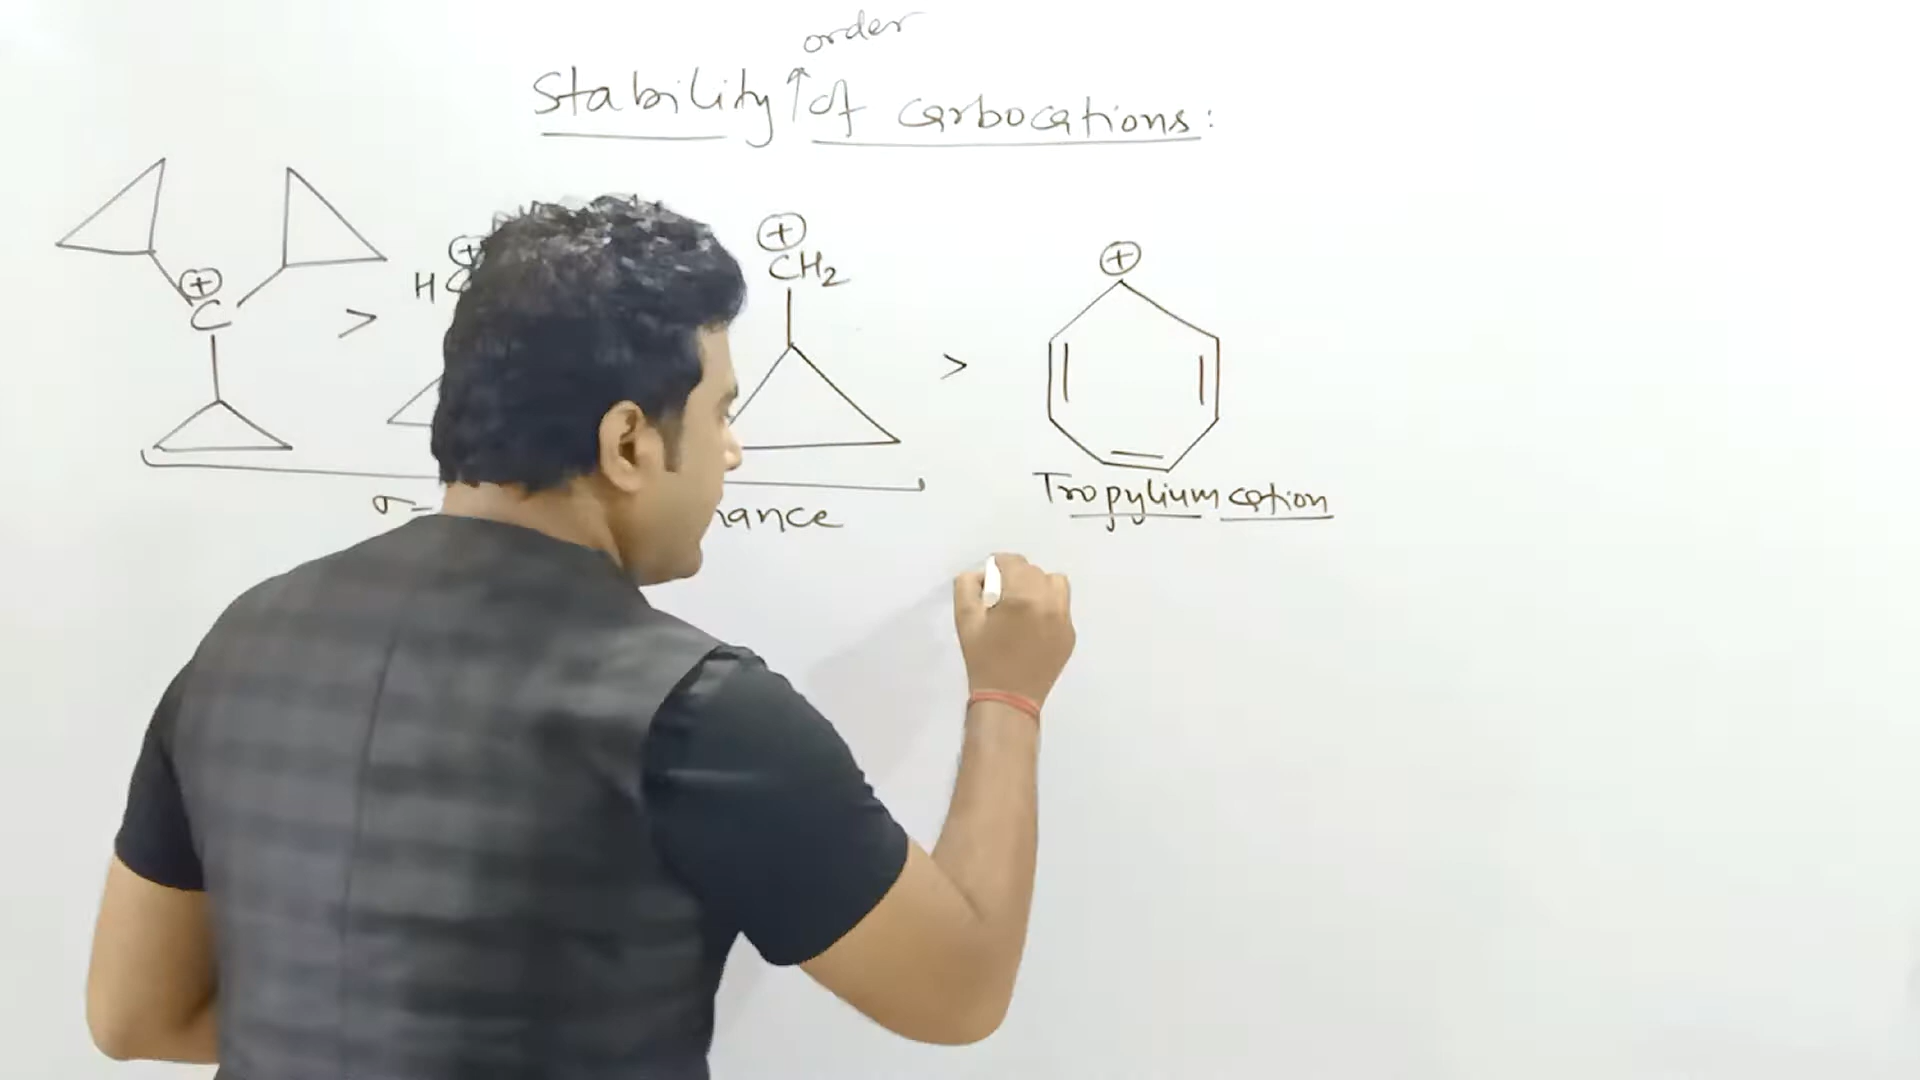 order
Stability ↑ of carbocations:
⊕ C > H ⊕ C ⊕ CH2 > ⊕
σ- nance
Tropylium cation